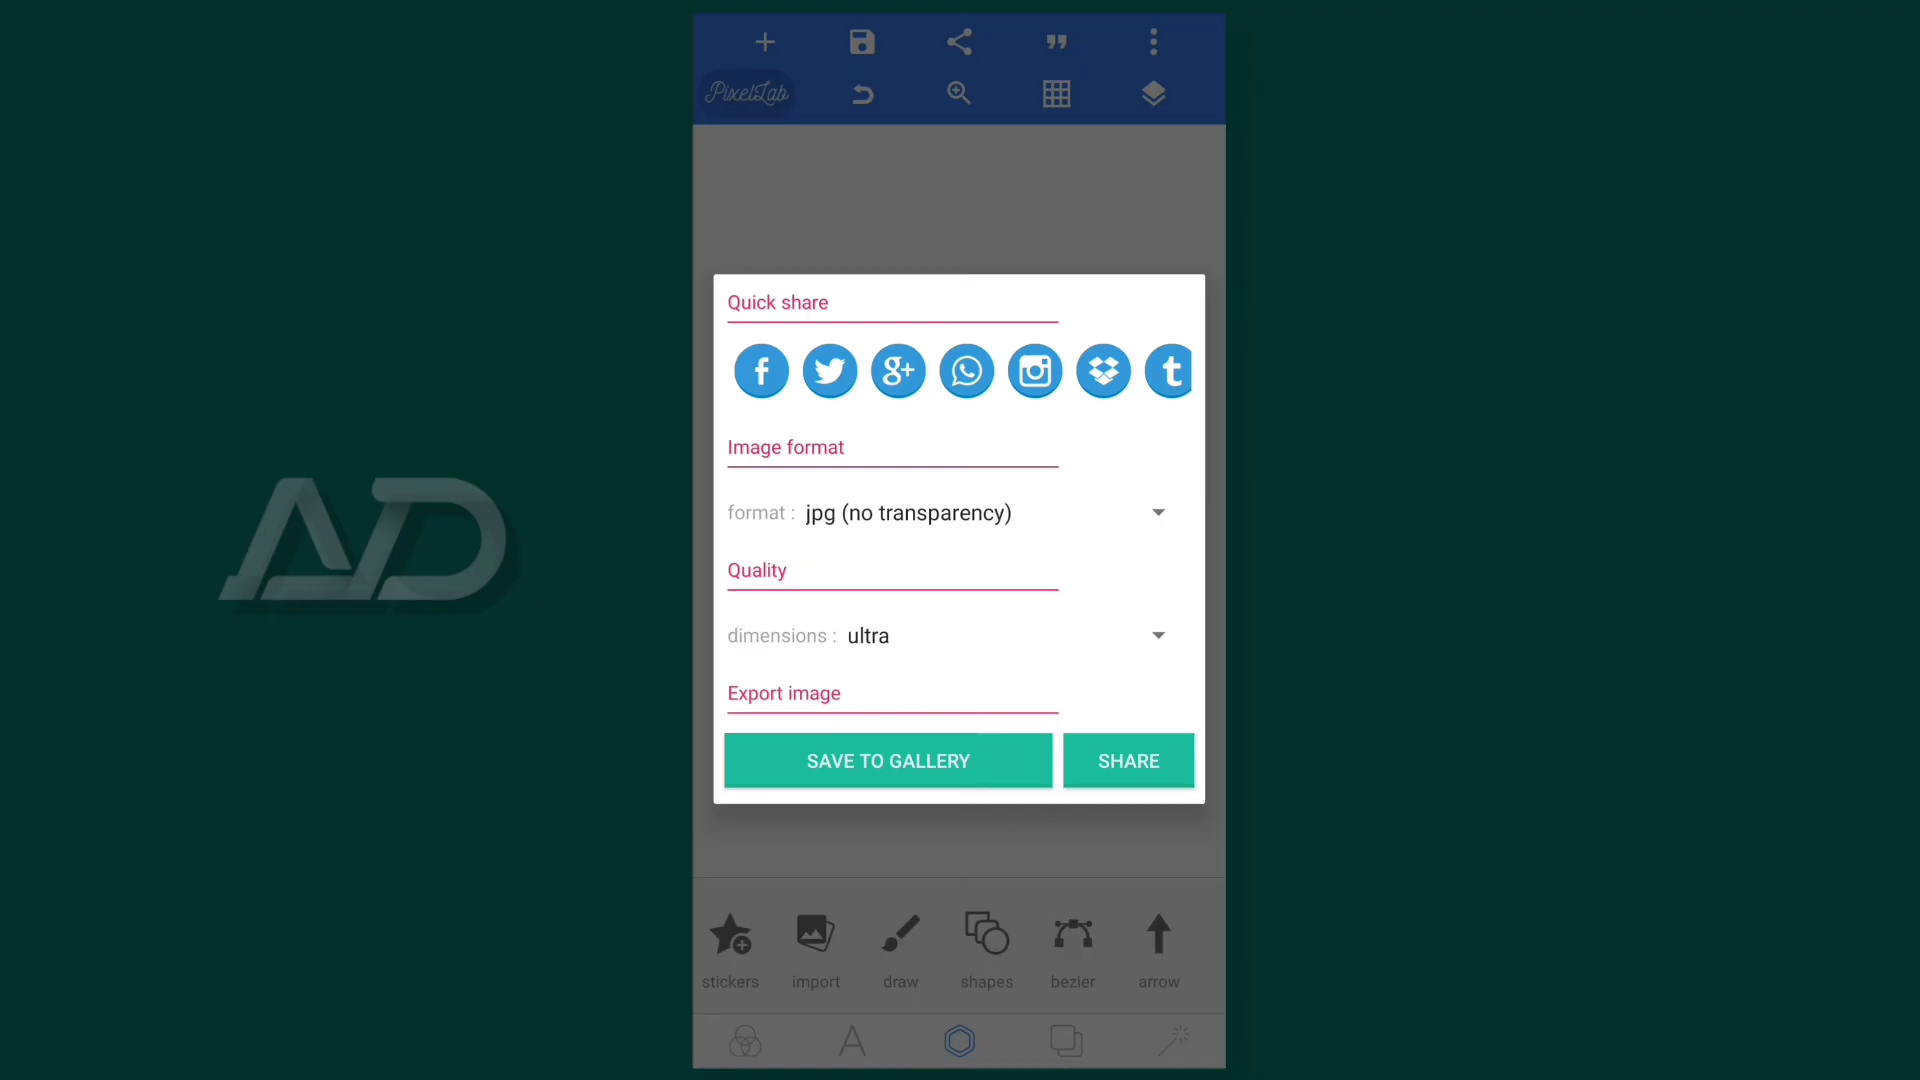 PixelLab
Quick share
Image format
format : jpg (no transparency)
Quality
dimensions : ultra
Export image
SAVE TO GALLERY SHARE
AD
stickers import draw shapes bezier arrow